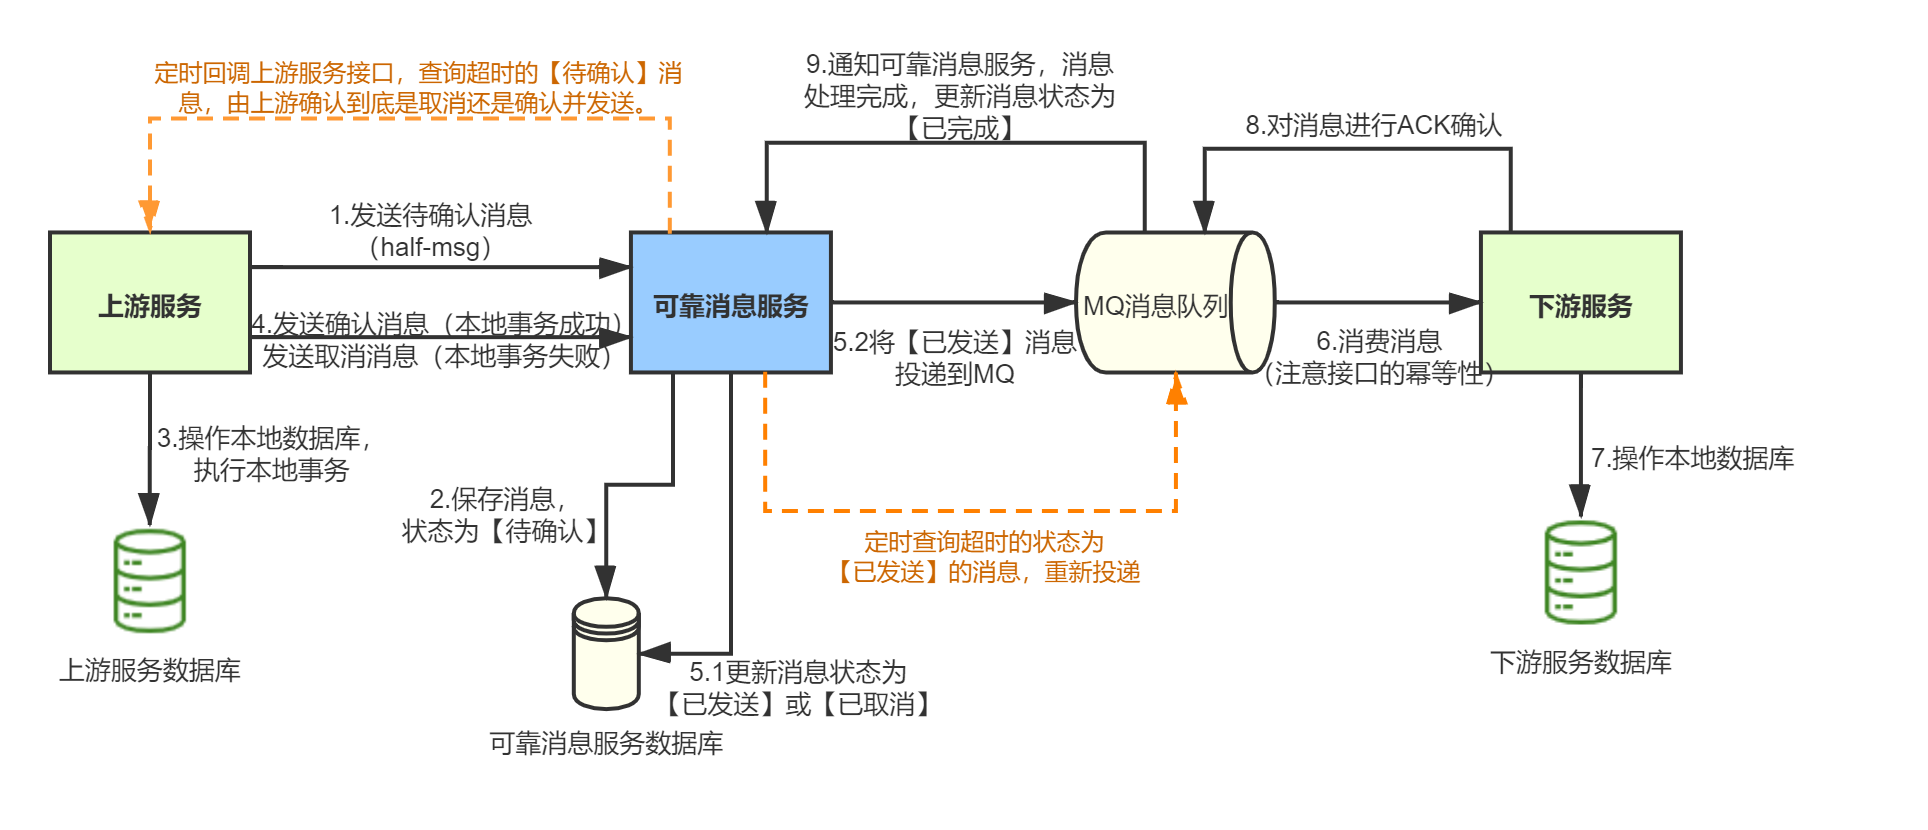 定时回调上游服务接口，查询超时的【待确认】消
息，由上游确认到底是取消还是确认并发送。
9.通知可靠消息服务，消息
处理完成，更新消息状态为
【已完成】
8.对消息进行ACK确认
1.发送待确认消息
（half-msg）
上游服务
4.发送确认消息（本地事务成功）
发送取消消息（本地事务失败）
可靠消息服务
5.2将【已发送】消息
投递到MQ
MQ消息队列
6.消费消息
（注意接口的幂等性）
下游服务
3.操作本地数据库，
执行本地事务
2.保存消息，
状态为【待确认】
定时查询超时的状态为
【已发送】的消息，重新投递
7.操作本地数据库
上游服务数据库
5.1更新消息状态为
【已发送】或【已取消】
可靠消息服务数据库
下游服务数据库